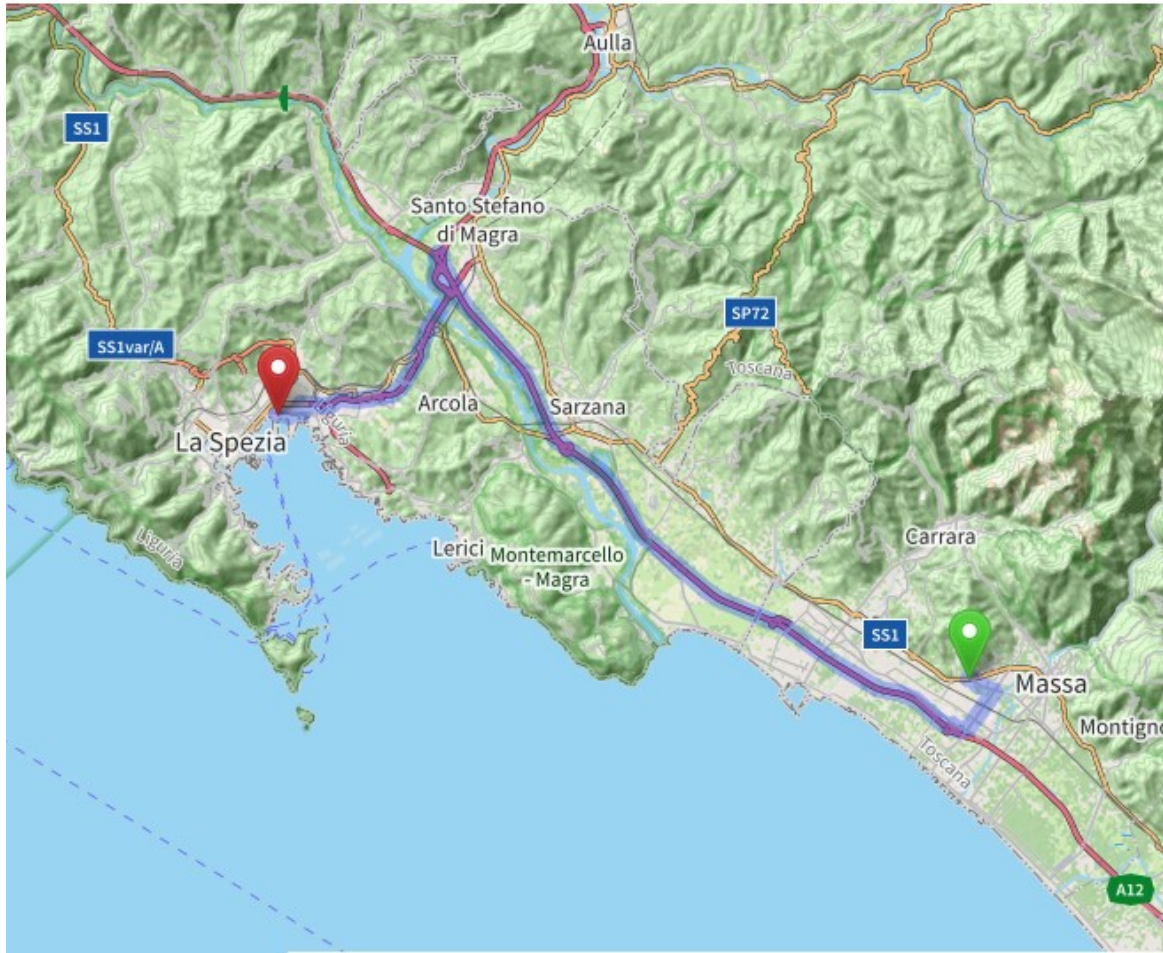 Aulla
SS1
Santo Stefano
di Magra
SP72
SS1var/A
Toscana
Arcola
Sarzana
La Spezia
Liguria
Lerici
Montemarcello
- Magra
Carrara
SS1
Massa
Montigno
Toscana
A12